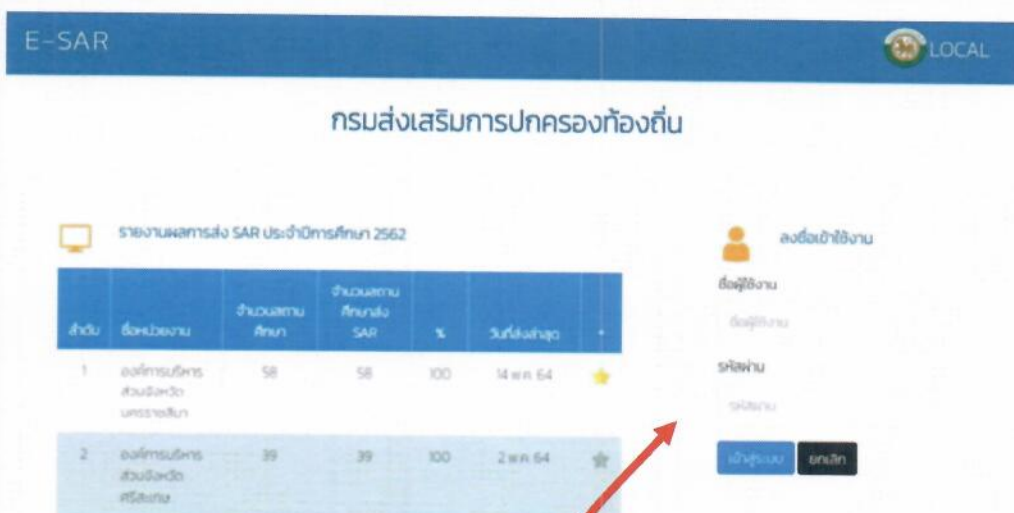 E-SAR
LOCAL
กรมส่งเสริมการปกครองท้องถิ่น
รายงานผลการส่ง SAR ประจำปีการศึกษา 2562
ลำดับ ชื่อหน่วยงาน จำนวนสถานศึกษา จำนวนสถานศึกษาส่ง SAR % วันที่ส่งล่าสุด
1 องค์การบริหารส่วนจังหวัดนครราชสีมา 58 58 100 14 พ.ค. 64
2 องค์การบริหารส่วนจังหวัดศรีสะเกษ 39 39 100 2 พ.ค. 64
ลงชื่อเข้าใช้งาน
ชื่อผู้ใช้งาน
ชื่อผู้ใช้งาน
รหัสผ่าน
รหัสผ่าน
เข้าสู่ระบบ ยกเลิก